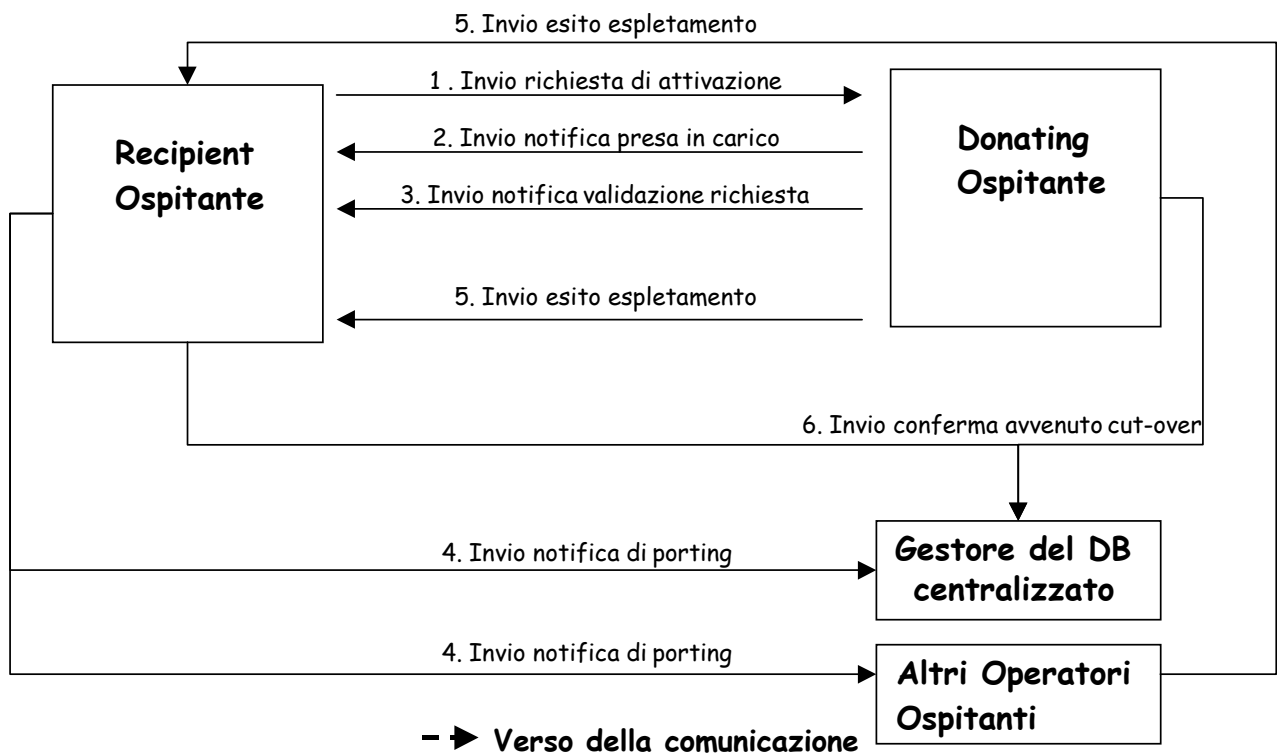 5. Invio esito espletamento
1 . Invio richiesta di attivazione
Recipient
Ospitante
2. Invio notifica presa in carico
Donating
Ospitante
3. Invio notifica validazione richiesta
5. Invio esito espletamento
6. Invio conferma avvenuto cut-over
4. Invio notifica di porting
Gestore del DB
centralizzato
4. Invio notifica di porting
Altri Operatori
Ospitanti
Verso della comunicazione